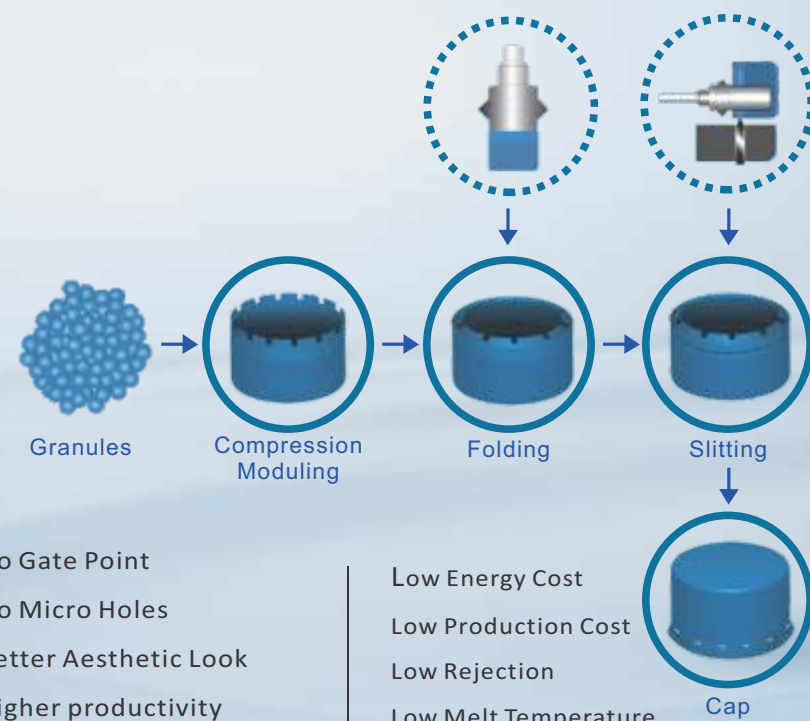 Granules
Compression
Moduling
Folding
Slitting
Cap
o Gate Point
o Micro Holes
etter Aesthetic Look
igher productivity
Low Energy Cost
Low Production Cost
Low Rejection
Low Melt Temperature